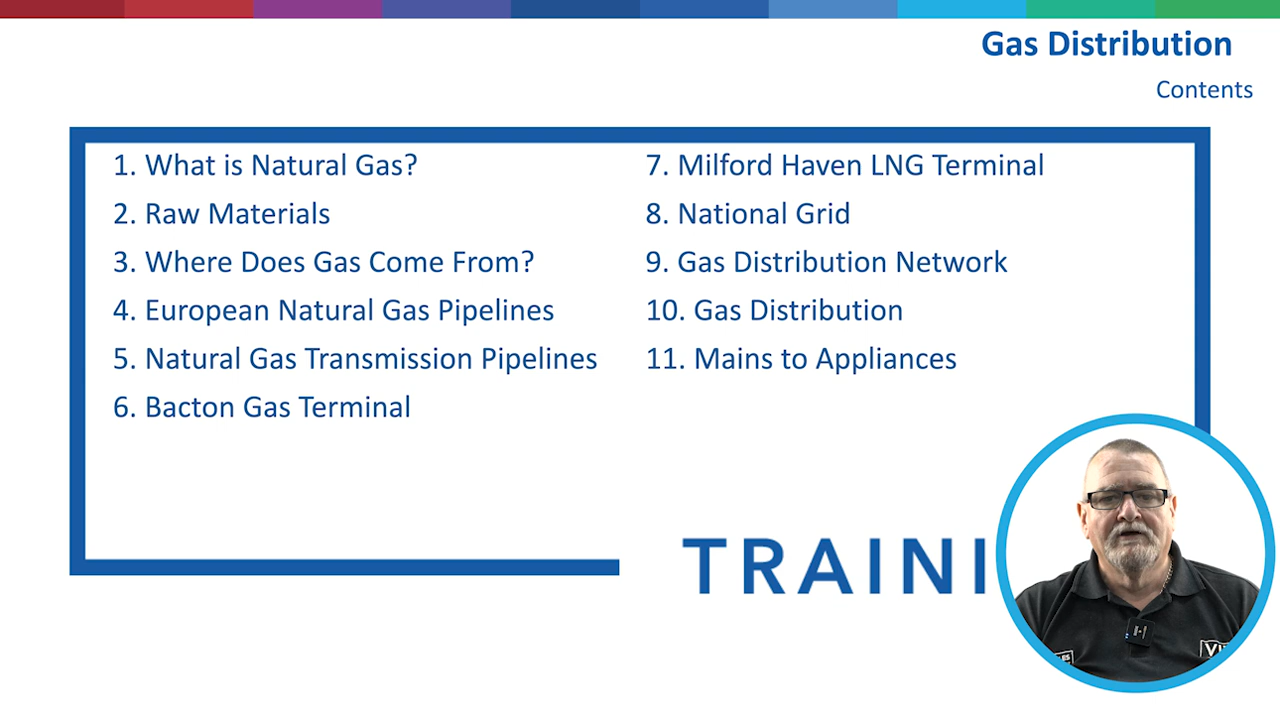 Gas Distribution
Contents
1. What is Natural Gas?
2. Raw Materials
3. Where Does Gas Come From?
4. European Natural Gas Pipelines
5. Natural Gas Transmission Pipelines
6. Bacton Gas Terminal
7. Milford Haven LNG Terminal
8. National Grid
9. Gas Distribution Network
10. Gas Distribution
11. Mains to Appliances
TRAINI